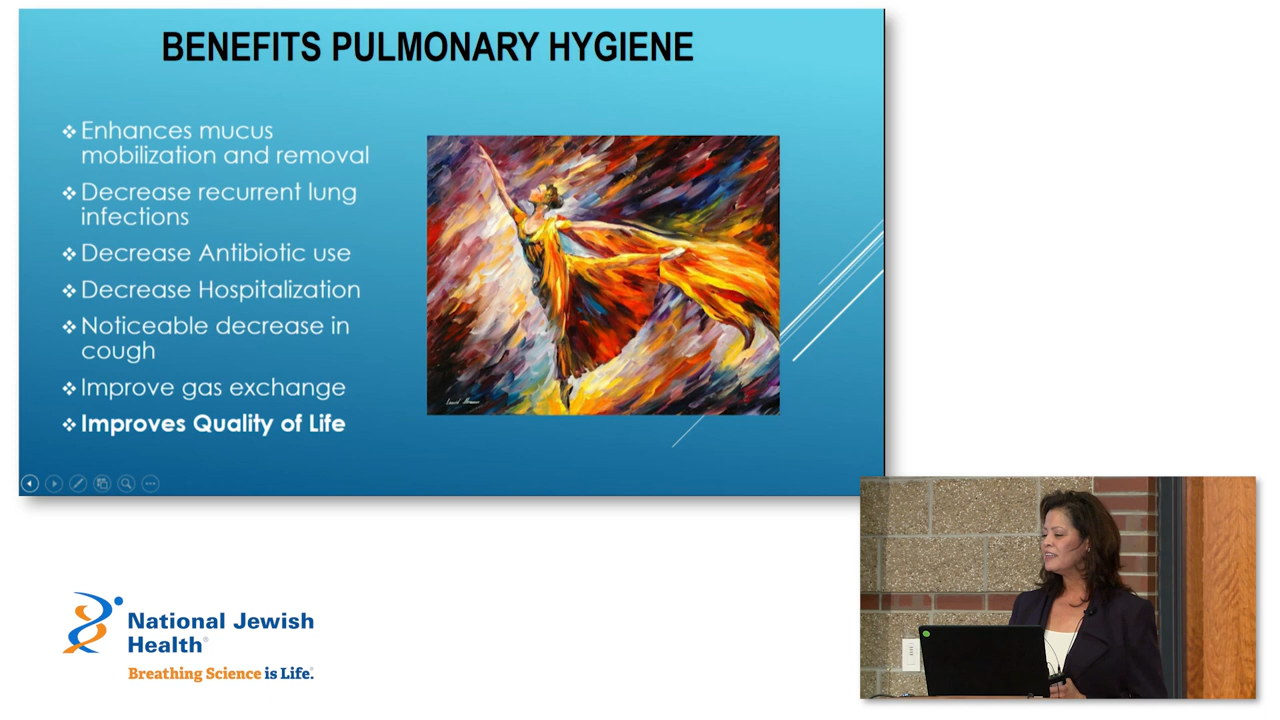 BENEFITS PULMONARY HYGIENE
Enhances mucus
mobilization and removal
Decrease recurrent lung
infections
Decrease Antibiotic use
Decrease Hospitalization
Noticeable decrease in
cough
Improve gas exchange
Improves Quality of Life
National Jewish
Health®
Breathing Science is Life.®